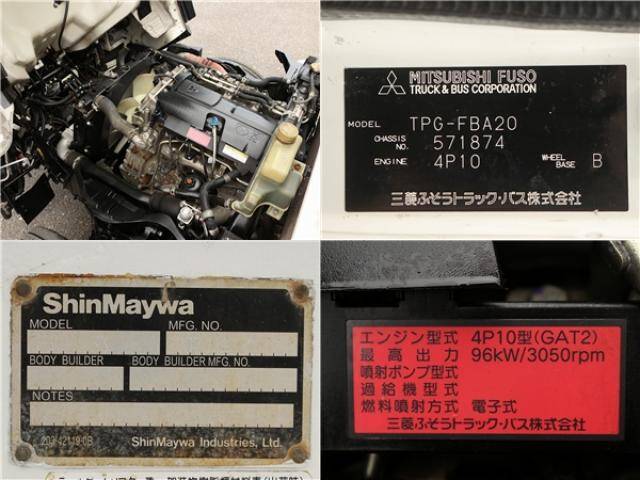 MITSUBISHI FUSO
TRUCK & BUS CORPORATION
MODEL TPG-FBA20
CHASSIS NO. 571874
ENGINE 4P10 WHEEL BASE B
三菱ふそうトラック・バス株式会社
ShinMaywa
MODEL MFG. NO.
BODY BUILDER BODY BUILDER MFG. NO.
NOTES
203-42119-0B
ShinMaywa Industries, Ltd.
エンジン型式 4P10型(GAT2)
最高出力 96kW/3050rpm
噴射ポンプ型式
過給機型式
燃料噴射方式 電子式
三菱ふそうトラック・バス株式会社